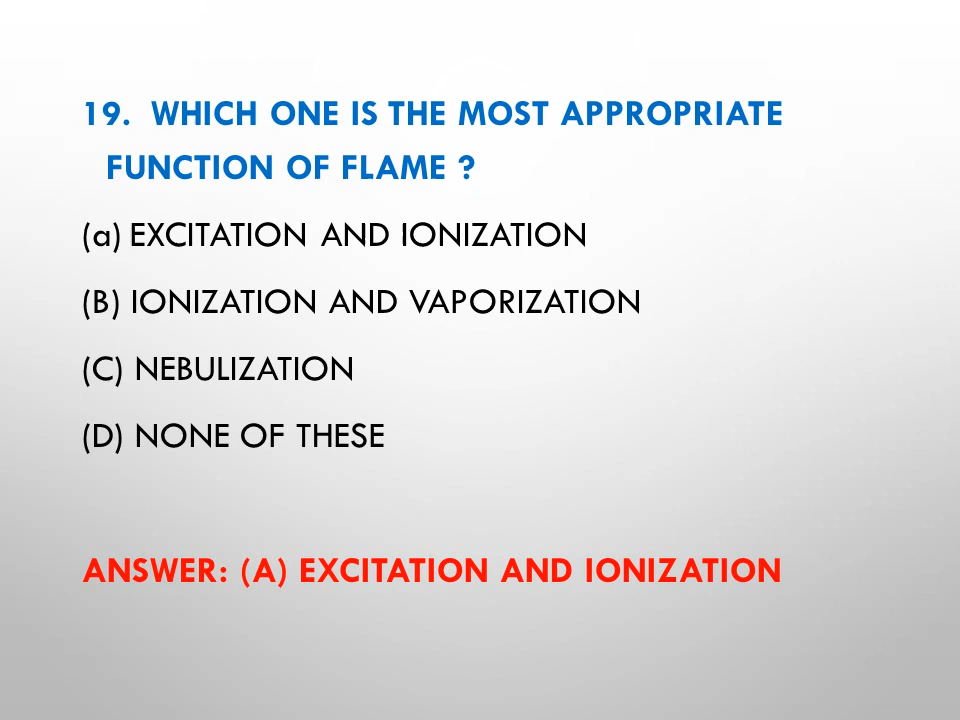 19. WHICH ONE IS THE MOST APPROPRIATE
FUNCTION OF FLAME ?
(a) EXCITATION AND IONIZATION
(B) IONIZATION AND VAPORIZATION
(C) NEBULIZATION
(D) NONE OF THESE
ANSWER: (A) EXCITATION AND IONIZATION